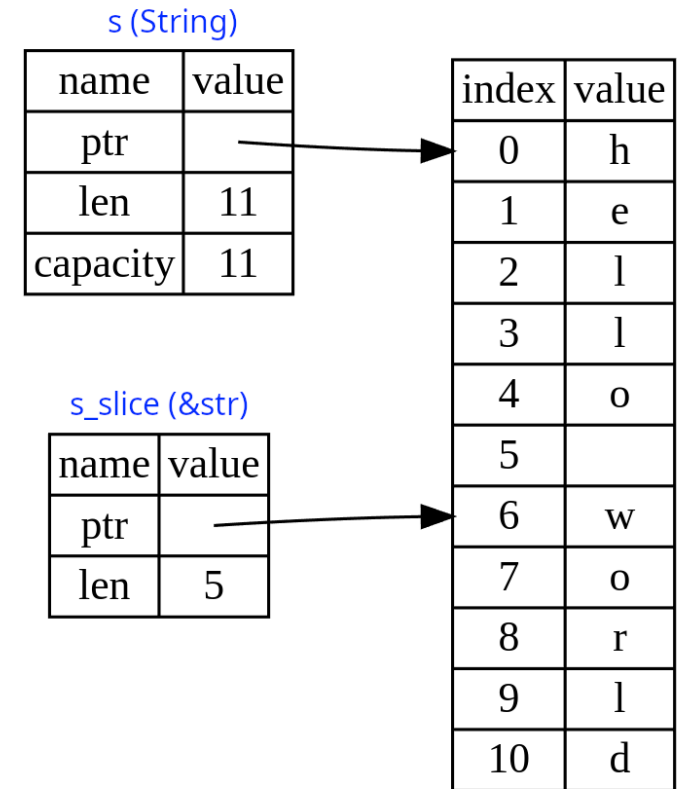 s (String)
name value
ptr
len 11
capacity 11
s_slice (&str)
name value
ptr
len 5
index value
0 h
1 e
2 l
3 l
4 o
5
6 w
7 o
8 r
9 l
10 d